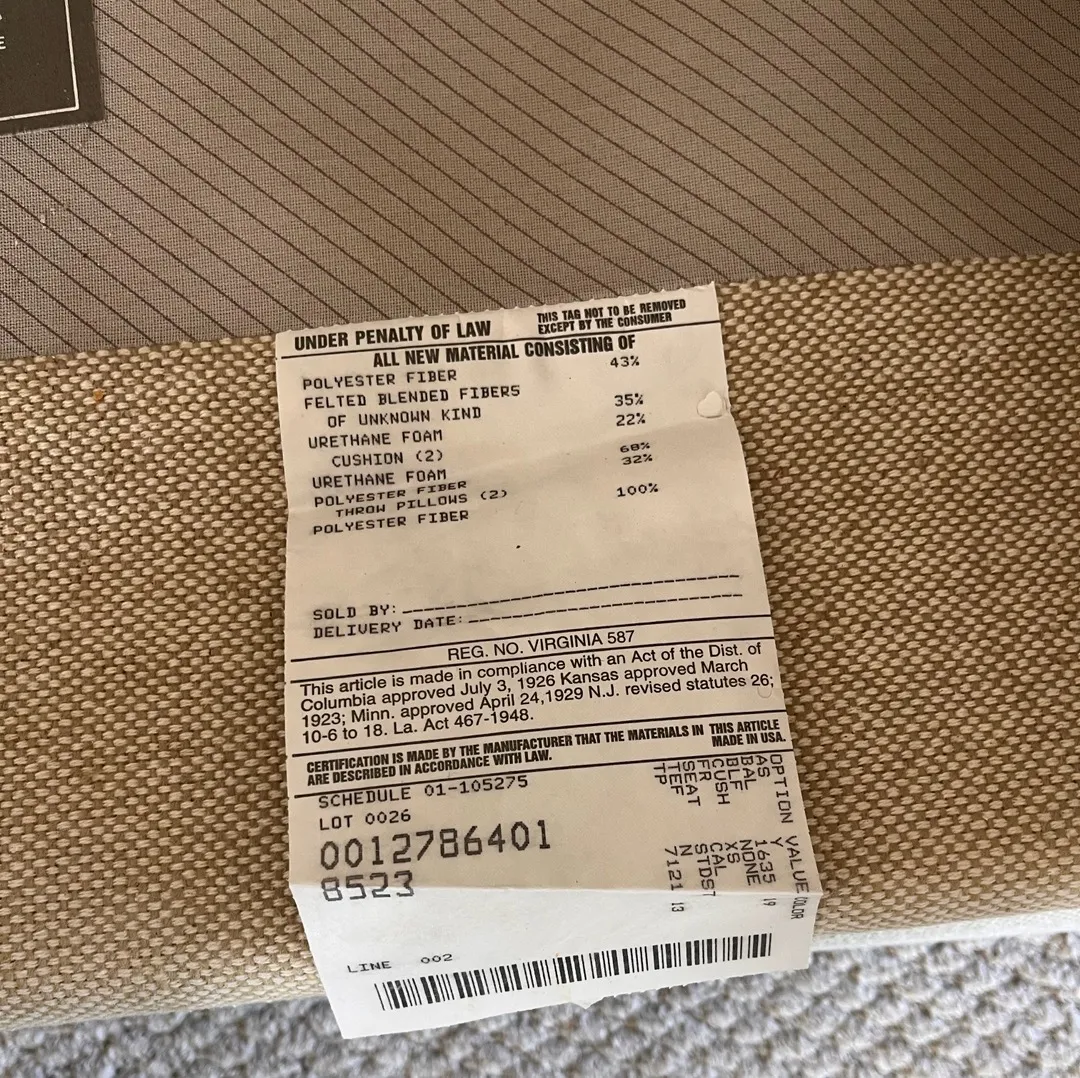 E
UNDER PENALTY OF LAW
THIS TAG NOT TO BE REMOVED
EXCEPT BY THE CONSUMER
ALL NEW MATERIAL CONSISTING OF
POLYESTER FIBER 43%
FELTED BLENDED FIBERS
OF UNKNOWN KIND 35%
URETHANE FOAM 22%
CUSHION (2)
URETHANE FOAM 68%
POLYESTER FIBER 32%
THROW PILLOWS (2)
POLYESTER FIBER 100%
SOLD BY:
DELIVERY DATE:
REG. NO. VIRGINIA 587
This article is made in compliance with an Act of the Dist. of
Columbia approved July 3, 1926 Kansas approved March
1923; Minn. approved April 24,1929 N.J. revised statutes 26;
10-6 to 18. La. Act 467-1948.
CERTIFICATION IS MADE BY THE MANUFACTURER THAT THE MATERIALS IN
ARE DESCRIBED IN ACCORDANCE WITH LAW.
THIS ARTICLE
MADE IN USA.
SCHEDULE 01-105275
LOT 0026
0012786401
8523
LINE 002
OPTION VALUE COLOR
AS Y
BAL 1635 19
BLF NONE
CUSH XS
FR CAL
SEAT STDST
TEF N
TP 7121 13